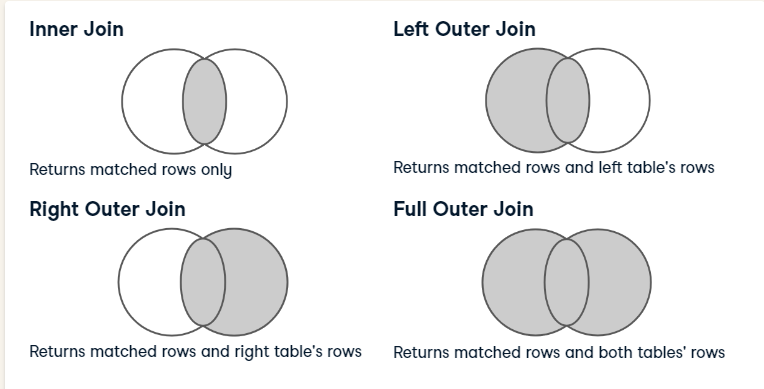 Inner Join
Left Outer Join
Returns matched rows only
Returns matched rows and left table's rows
Right Outer Join
Full Outer Join
Returns matched rows and right table's rows
Returns matched rows and both tables' rows